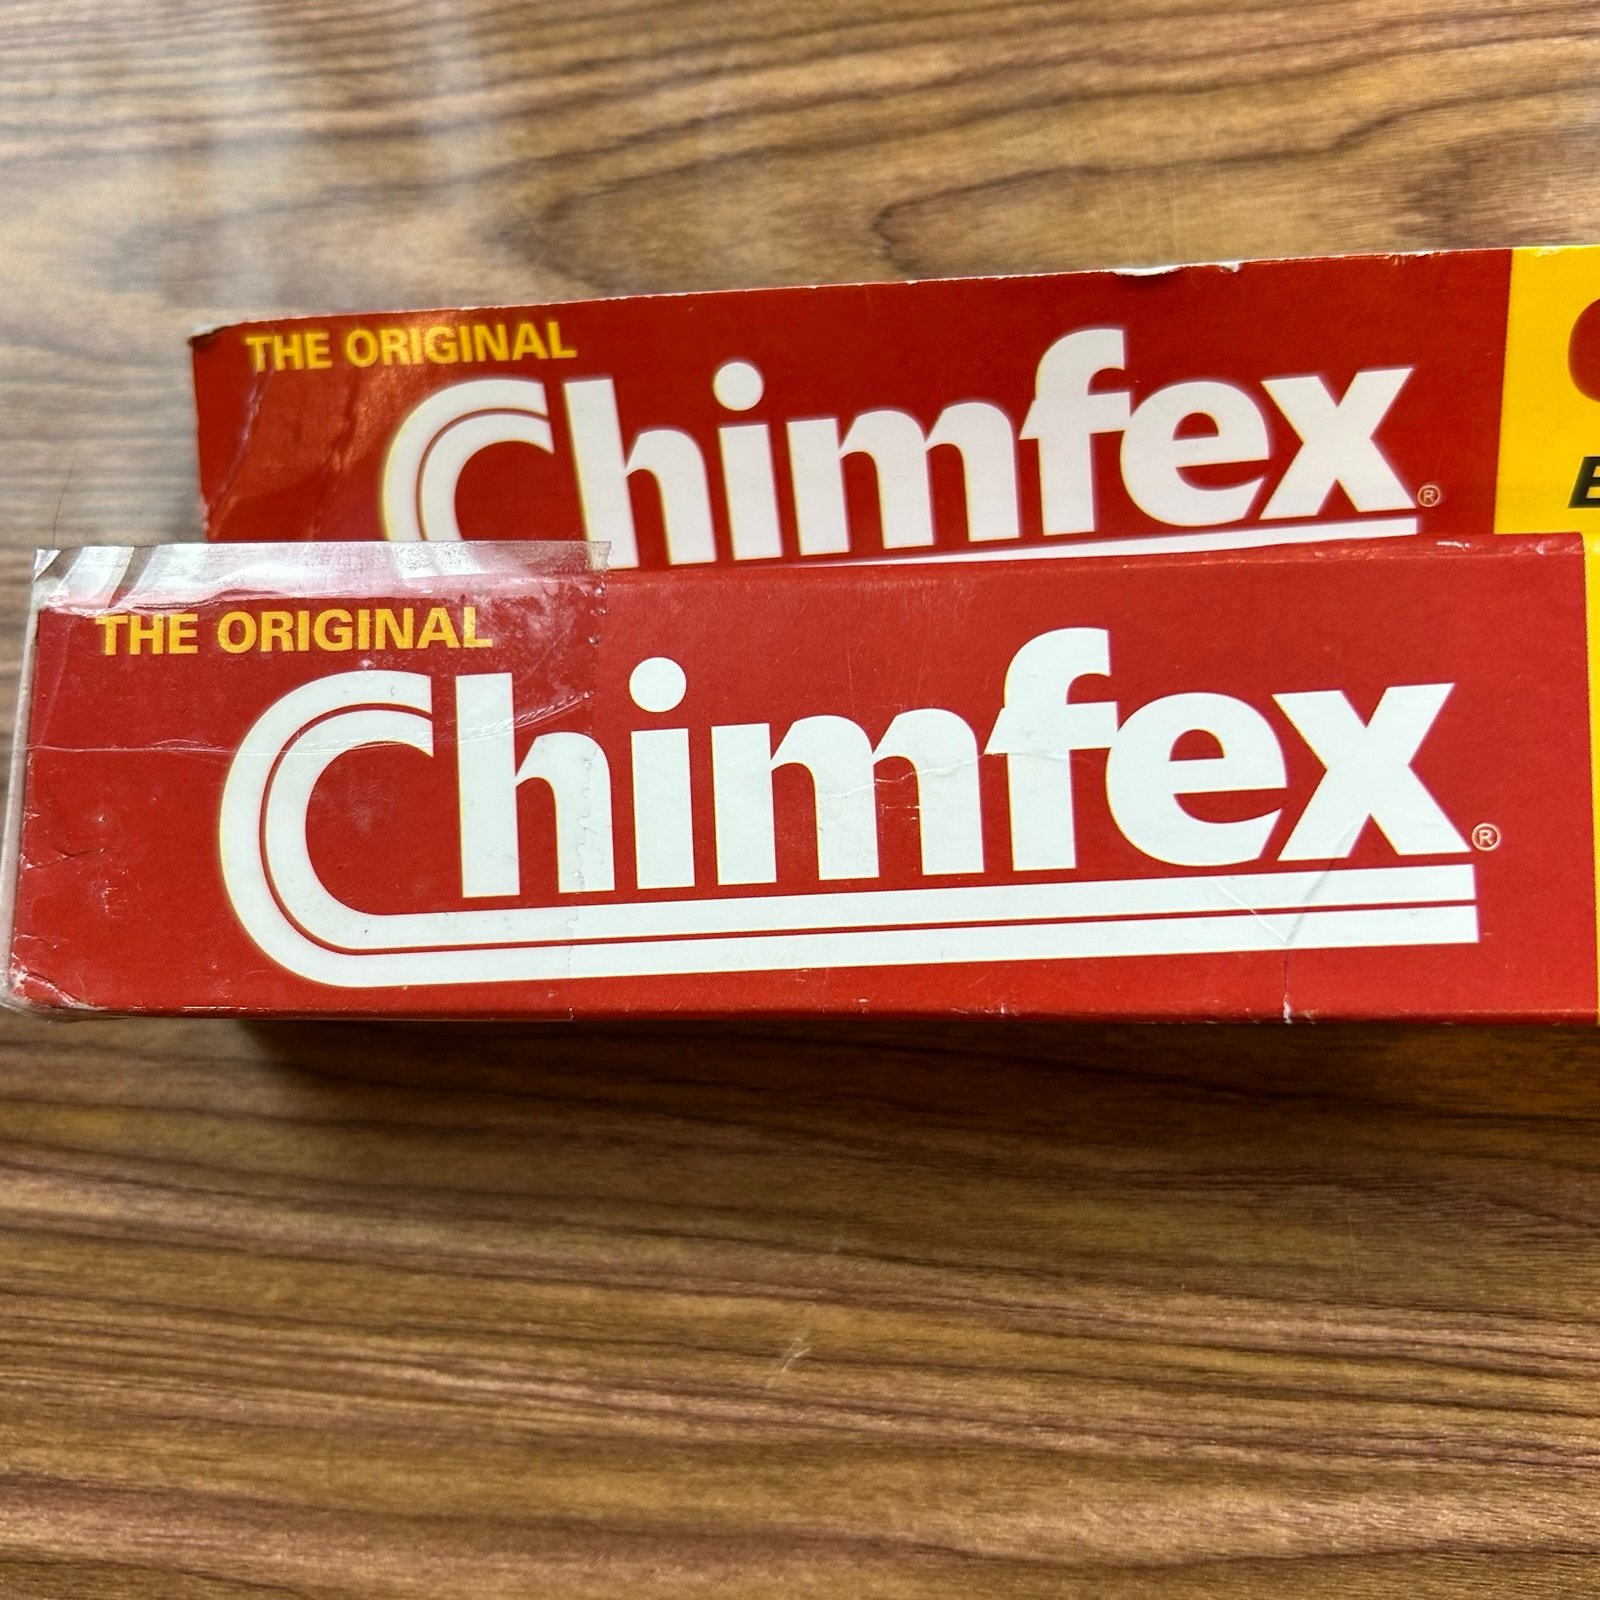 THE ORIGINAL
Chimfex®
THE ORIGINAL
Chimfex®